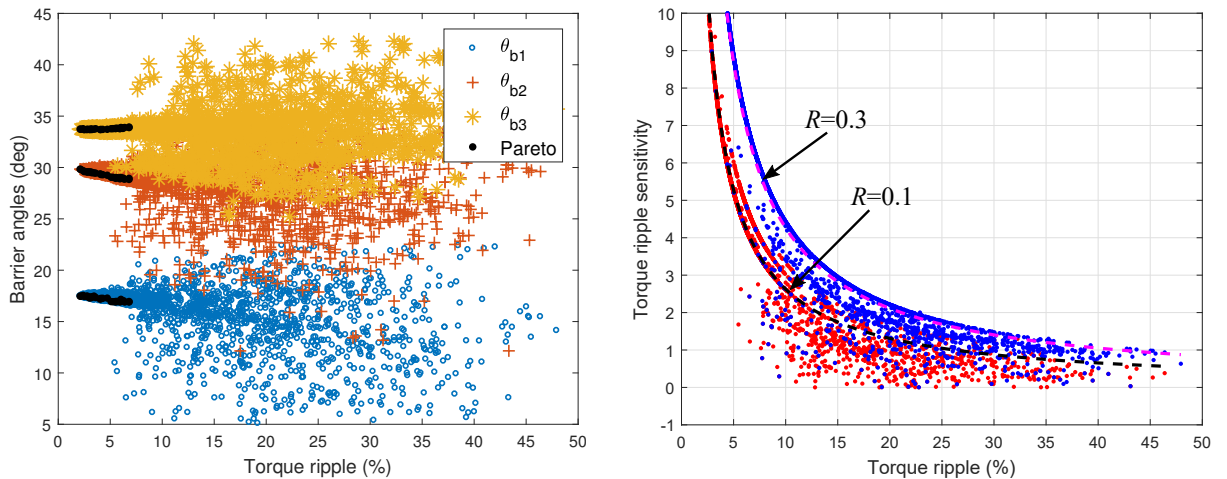 45
40
35
30
25
20
15
10
5
0 5 10 15 20 25 30 35 40 45 50
Barrier angles (deg)
Torque ripple (%)
θb1
θb2
θb3
Pareto
10
9
8
7
6
5
4
3
2
1
0
-1
0 5 10 15 20 25 30 35 40 45 50
Torque ripple sensitivity
Torque ripple (%)
R=0.3
R=0.1